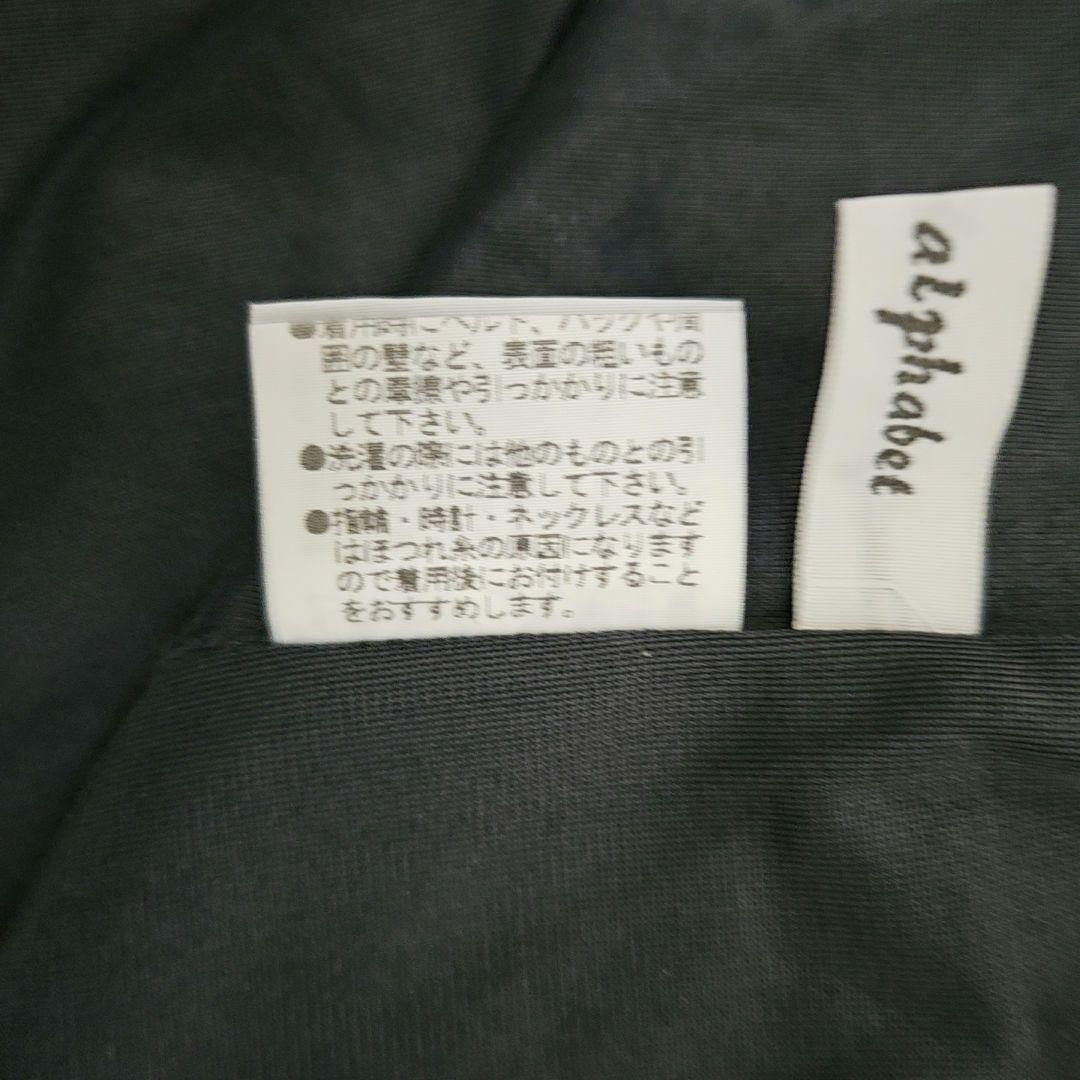 ●着用時にベルト、バッグや周
囲の壁など、表面の粗いもの
との摩擦や引っかかりに注意
して下さい。
●洗濯の際には他のものとの引
っかかりに注意して下さい。
●指輪・時計・ネックレスなど
はほつれ糸の原因になります
ので着用後にお付けすること
をおすすめします。
alphabet